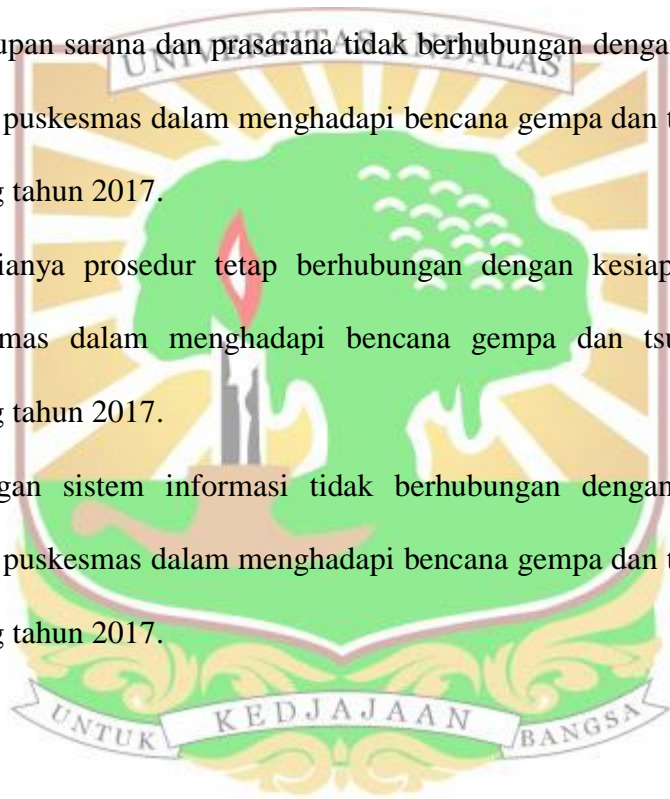 UNIVERSITAS ANDALAS
upan sarana dan prasarana tidak berhubungan denga
puskesmas dalam menghadapi bencana gempa dan t
g tahun 2017.
ianya prosedur tetap berhubungan dengan kesiap
mas dalam menghadapi bencana gempa dan tsu
g tahun 2017.
gan sistem informasi tidak berhubungan dengan
puskesmas dalam menghadapi bencana gempa dan t
g tahun 2017.
UNTUK KEDJAJAAN BANGSA